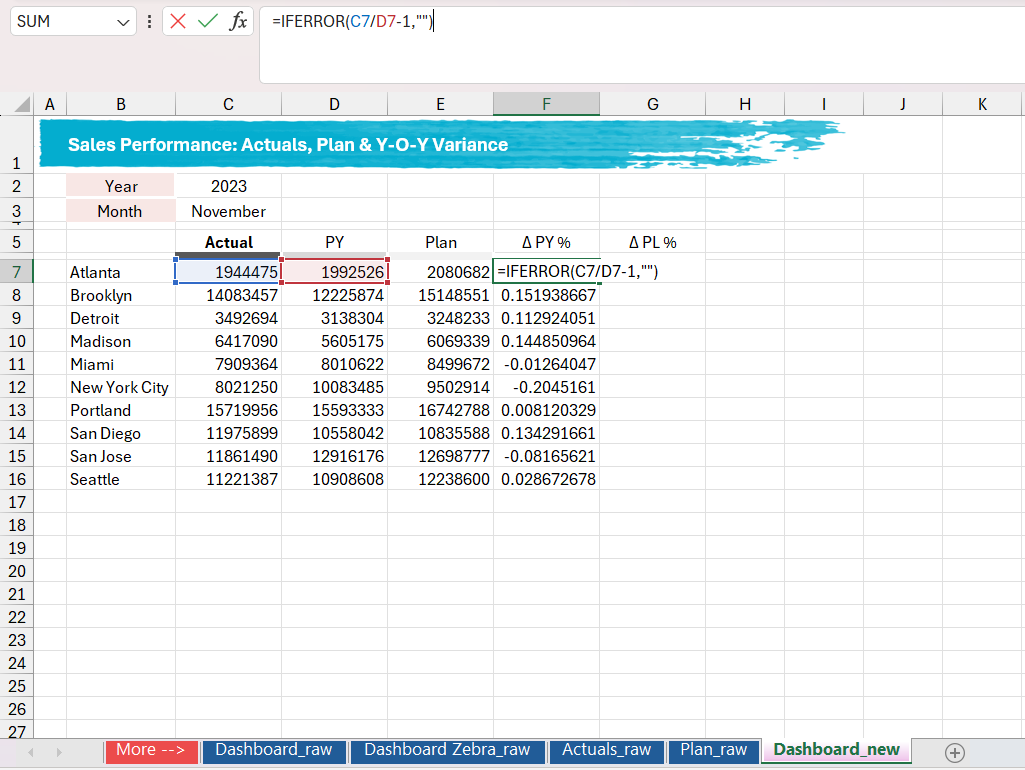 SUM fx =IFERROR(C7/D7-1,"")
A B C D E F G H I J K
1 Sales Performance: Actuals, Plan & Y-O-Y Variance
2 Year 2023
3 Month November
4
5 Actual PY Plan Δ PY % Δ PL %
7 Atlanta 1944475 1992526 2080682 =IFERROR(C7/D7-1,"")
8 Brooklyn 14083457 12225874 15148551 0.151938667
9 Detroit 3492694 3138304 3248233 0.112924051
10 Madison 6417090 5605175 6069339 0.144850964
11 Miami 7909364 8010622 8499672 -0.01264047
12 New York City 8021250 10083485 9502914 -0.2045161
13 Portland 15719956 15593333 16742788 0.008120329
14 San Diego 11975899 10558042 10835588 0.134291661
15 San Jose 11861490 12916176 12698777 -0.08165621
16 Seattle 11221387 10908608 12238600 0.028672678
17
18
19
20
21
22
23
24
25
26
27
More --> Dashboard_raw Dashboard Zebra_raw Actuals_raw Plan_raw Dashboard_new